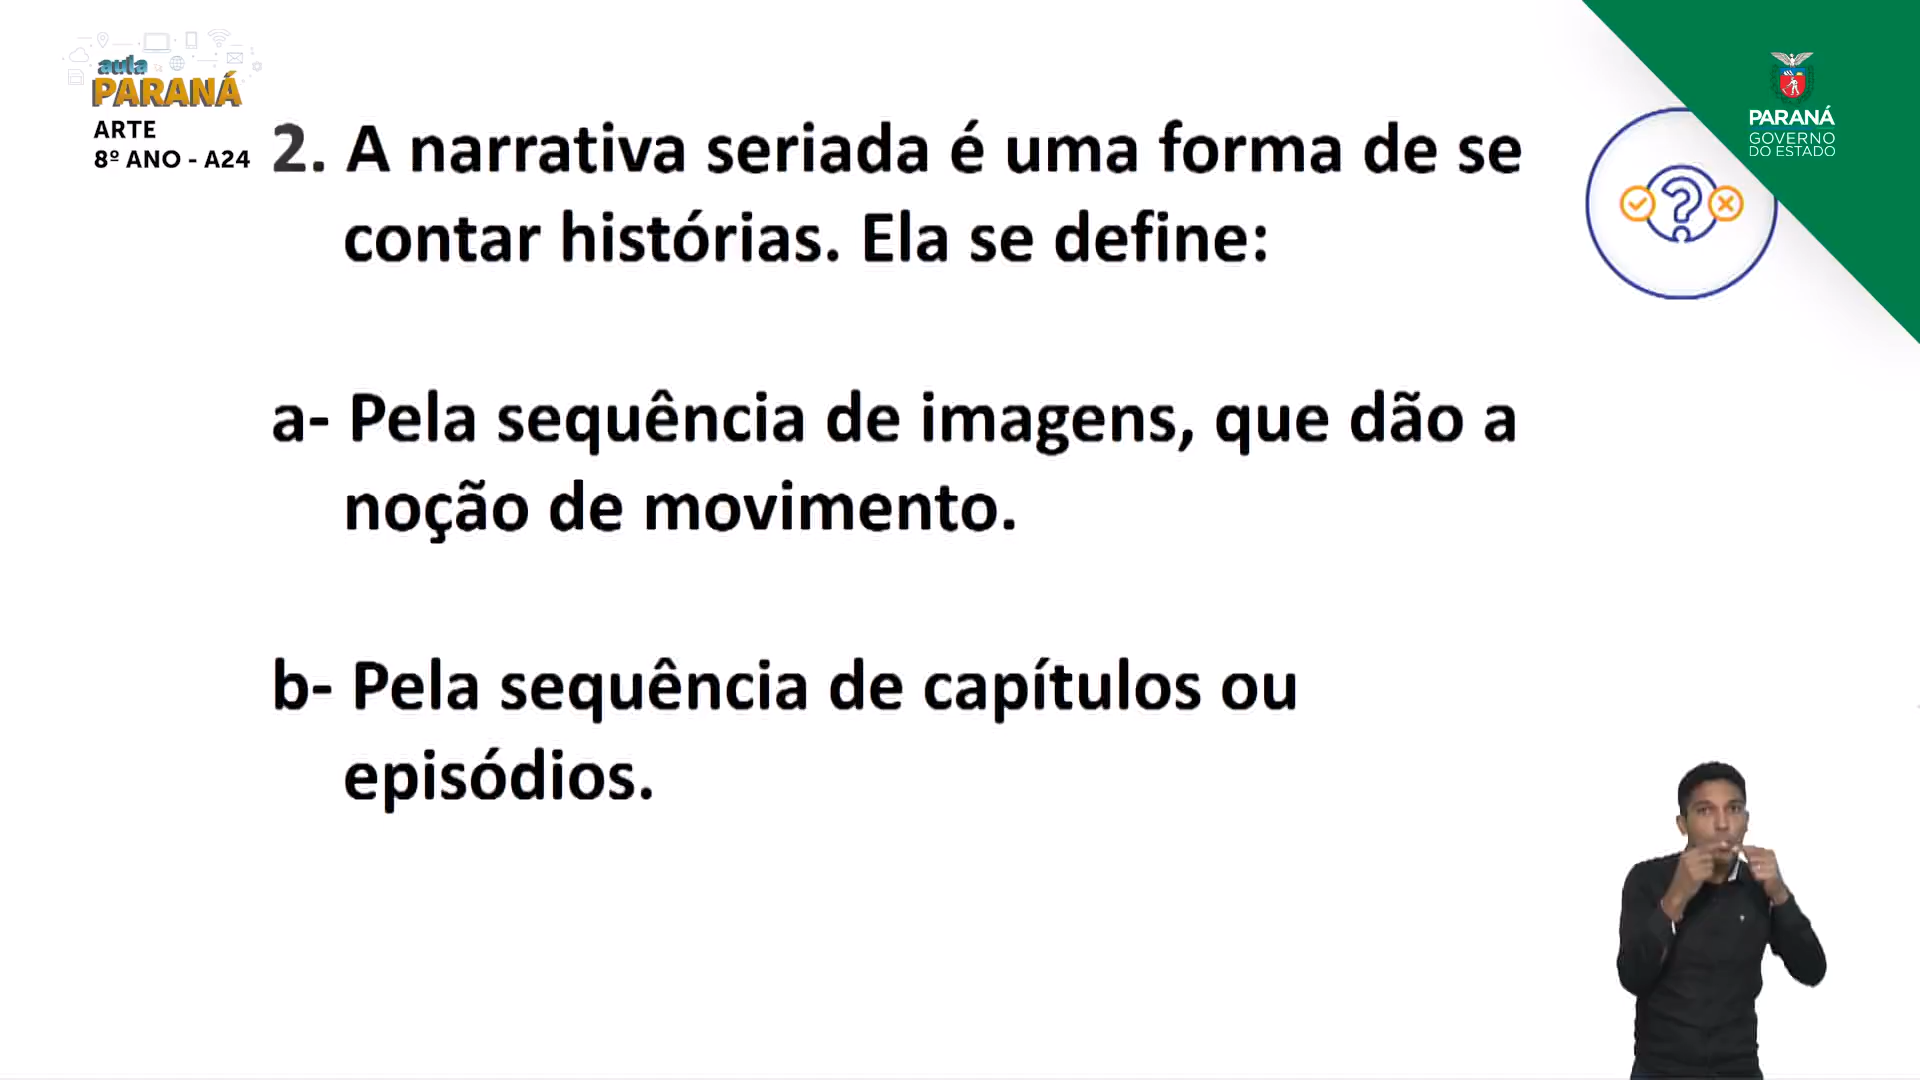 aula
PARANÁ
ARTE
8º ANO - A24
PARANÁ
GOVERNO
DO ESTADO
2. A narrativa seriada é uma forma de se
contar histórias. Ela se define:
a- Pela sequência de imagens, que dão a
noção de movimento.
b- Pela sequência de capítulos ou
episódios.